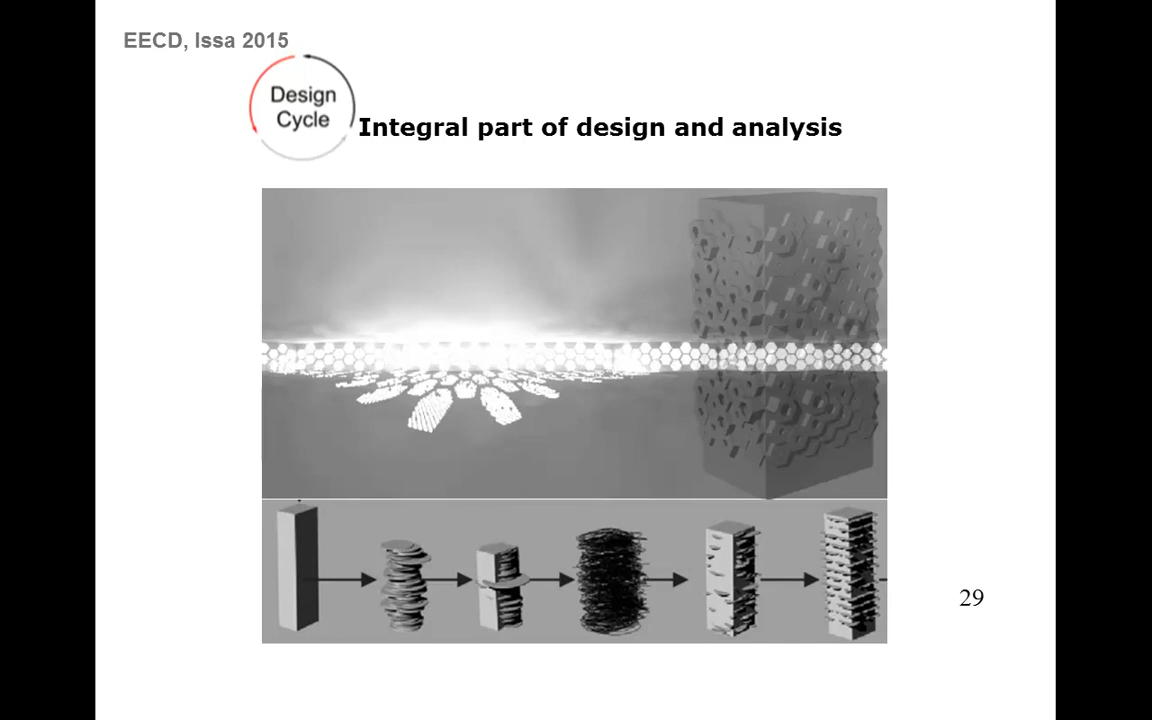 EECD, Issa 2015
Design
Cycle
Integral part of design and analysis
29